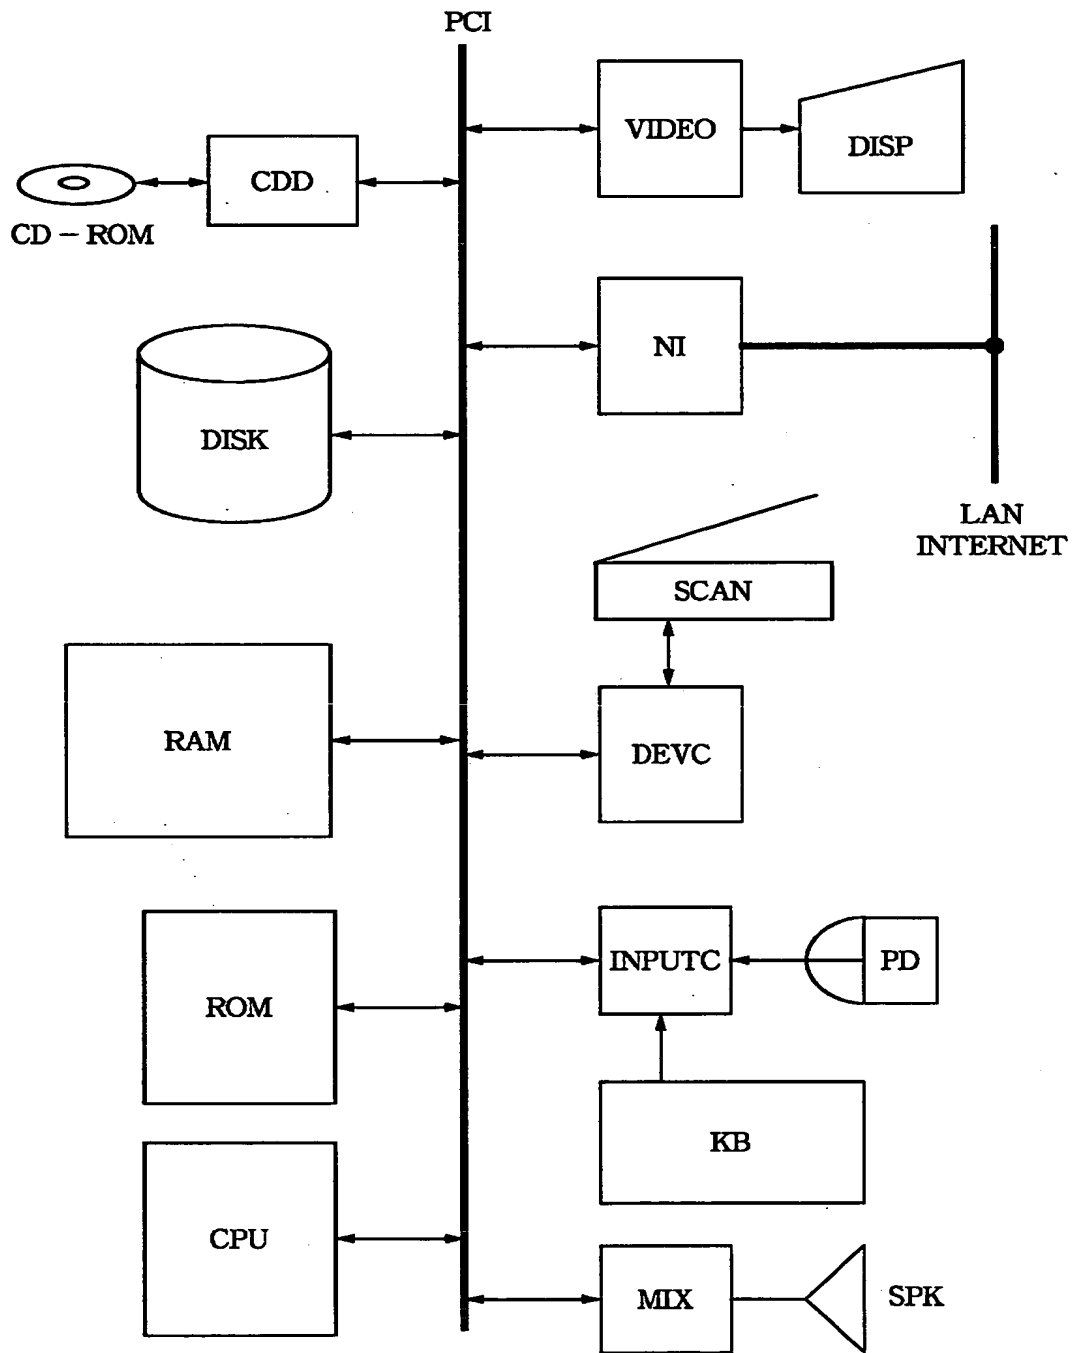 PCI
VIDEO
DISP
CDD
CD – ROM
NI
DISK
LAN
INTERNET
SCAN
RAM
DEVC
INPUTC
PD
ROM
KB
CPU
MIX
SPK